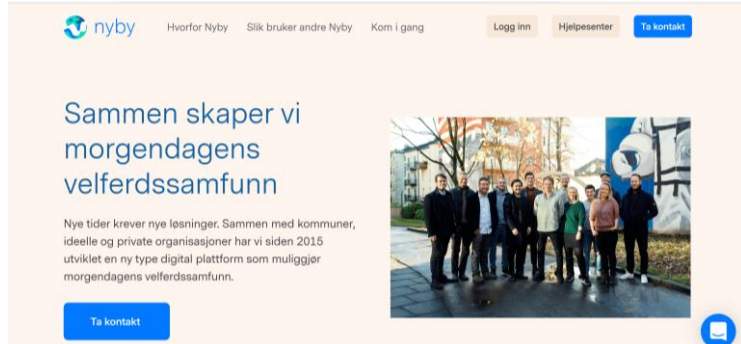 nyby
Hvorfor Nyby
Slik bruker andre Nyby
Kom i gang
Logg inn
Hjelpesenter
Ta kontakt
Sammen skaper vi
morgendagens
velferdssamfunn
Nye tider krever nye løsninger. Sammen med kommuner,
ideelle og private organisasjoner har vi siden 2015
utviklet en ny type digital plattform som muliggjør
morgendagens velferdssamfunn.
Ta kontakt